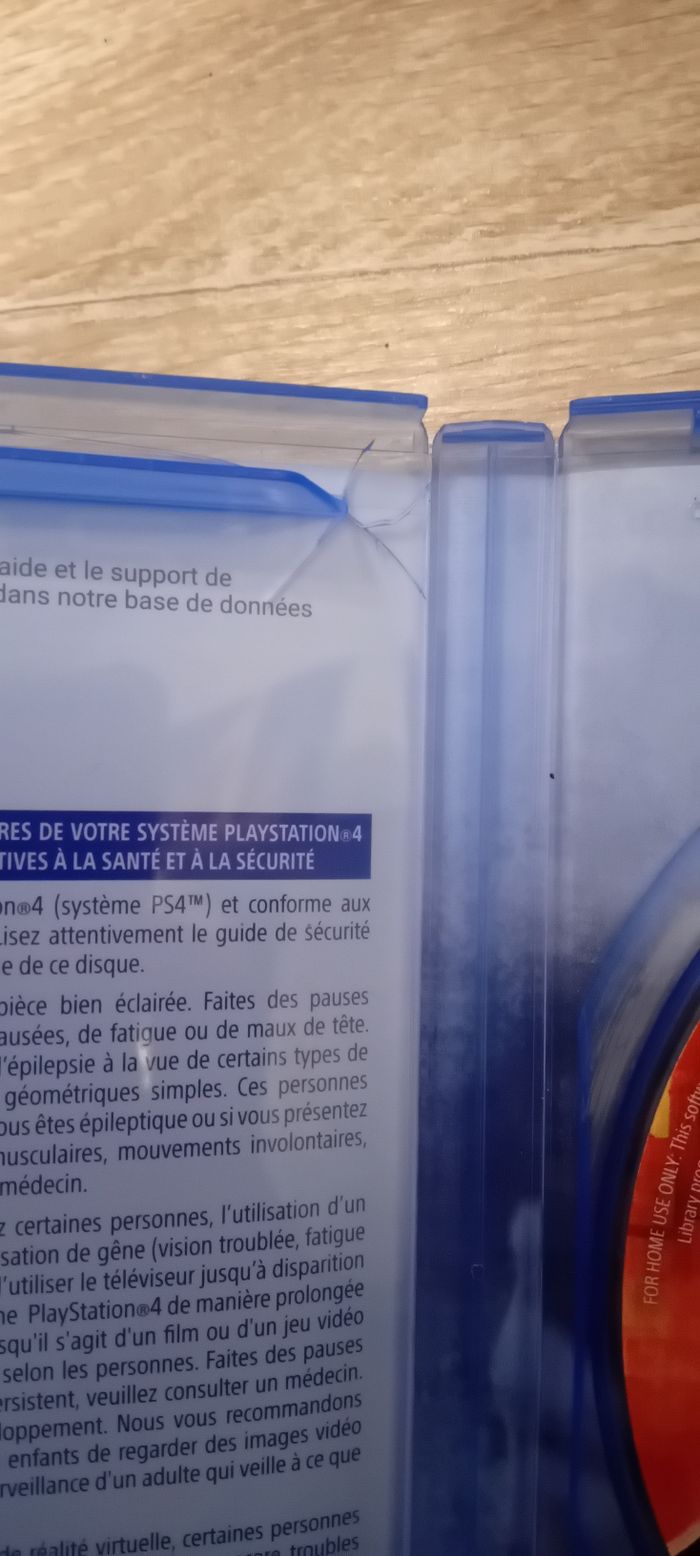 aide et le support de
dans notre base de données
RES DE VOTRE SYSTÈME PLAYSTATION®4
TIVES À LA SANTÉ ET À LA SÉCURITÉ
on®4 (système PS4™) et conforme aux
Lisez attentivement le guide de sécurité
e de ce disque.
pièce bien éclairée. Faites des pauses
ausées, de fatigue ou de maux de tête.
l'épilepsie à la vue de certains types de
géométriques simples. Ces personnes
ous êtes épileptique ou si vous présentez
musculaires, mouvements involontaires,
médecin.
z certaines personnes, l'utilisation d'un
sation de gêne (vision troublée, fatigue
l'utiliser le téléviseur jusqu'à disparition
ne PlayStation®4 de manière prolongée
squ'il s'agit d'un film ou d'un jeu vidéo
selon les personnes. Faites des pauses
ersistent, veuillez consulter un médecin.
loppement. Nous vous recommandons
enfants de regarder des images vidéo
rveillance d'un adulte qui veille à ce que
de réalité virtuelle, certaines personnes
troubles
FOR HOME USE ONLY: This softw
Library pro